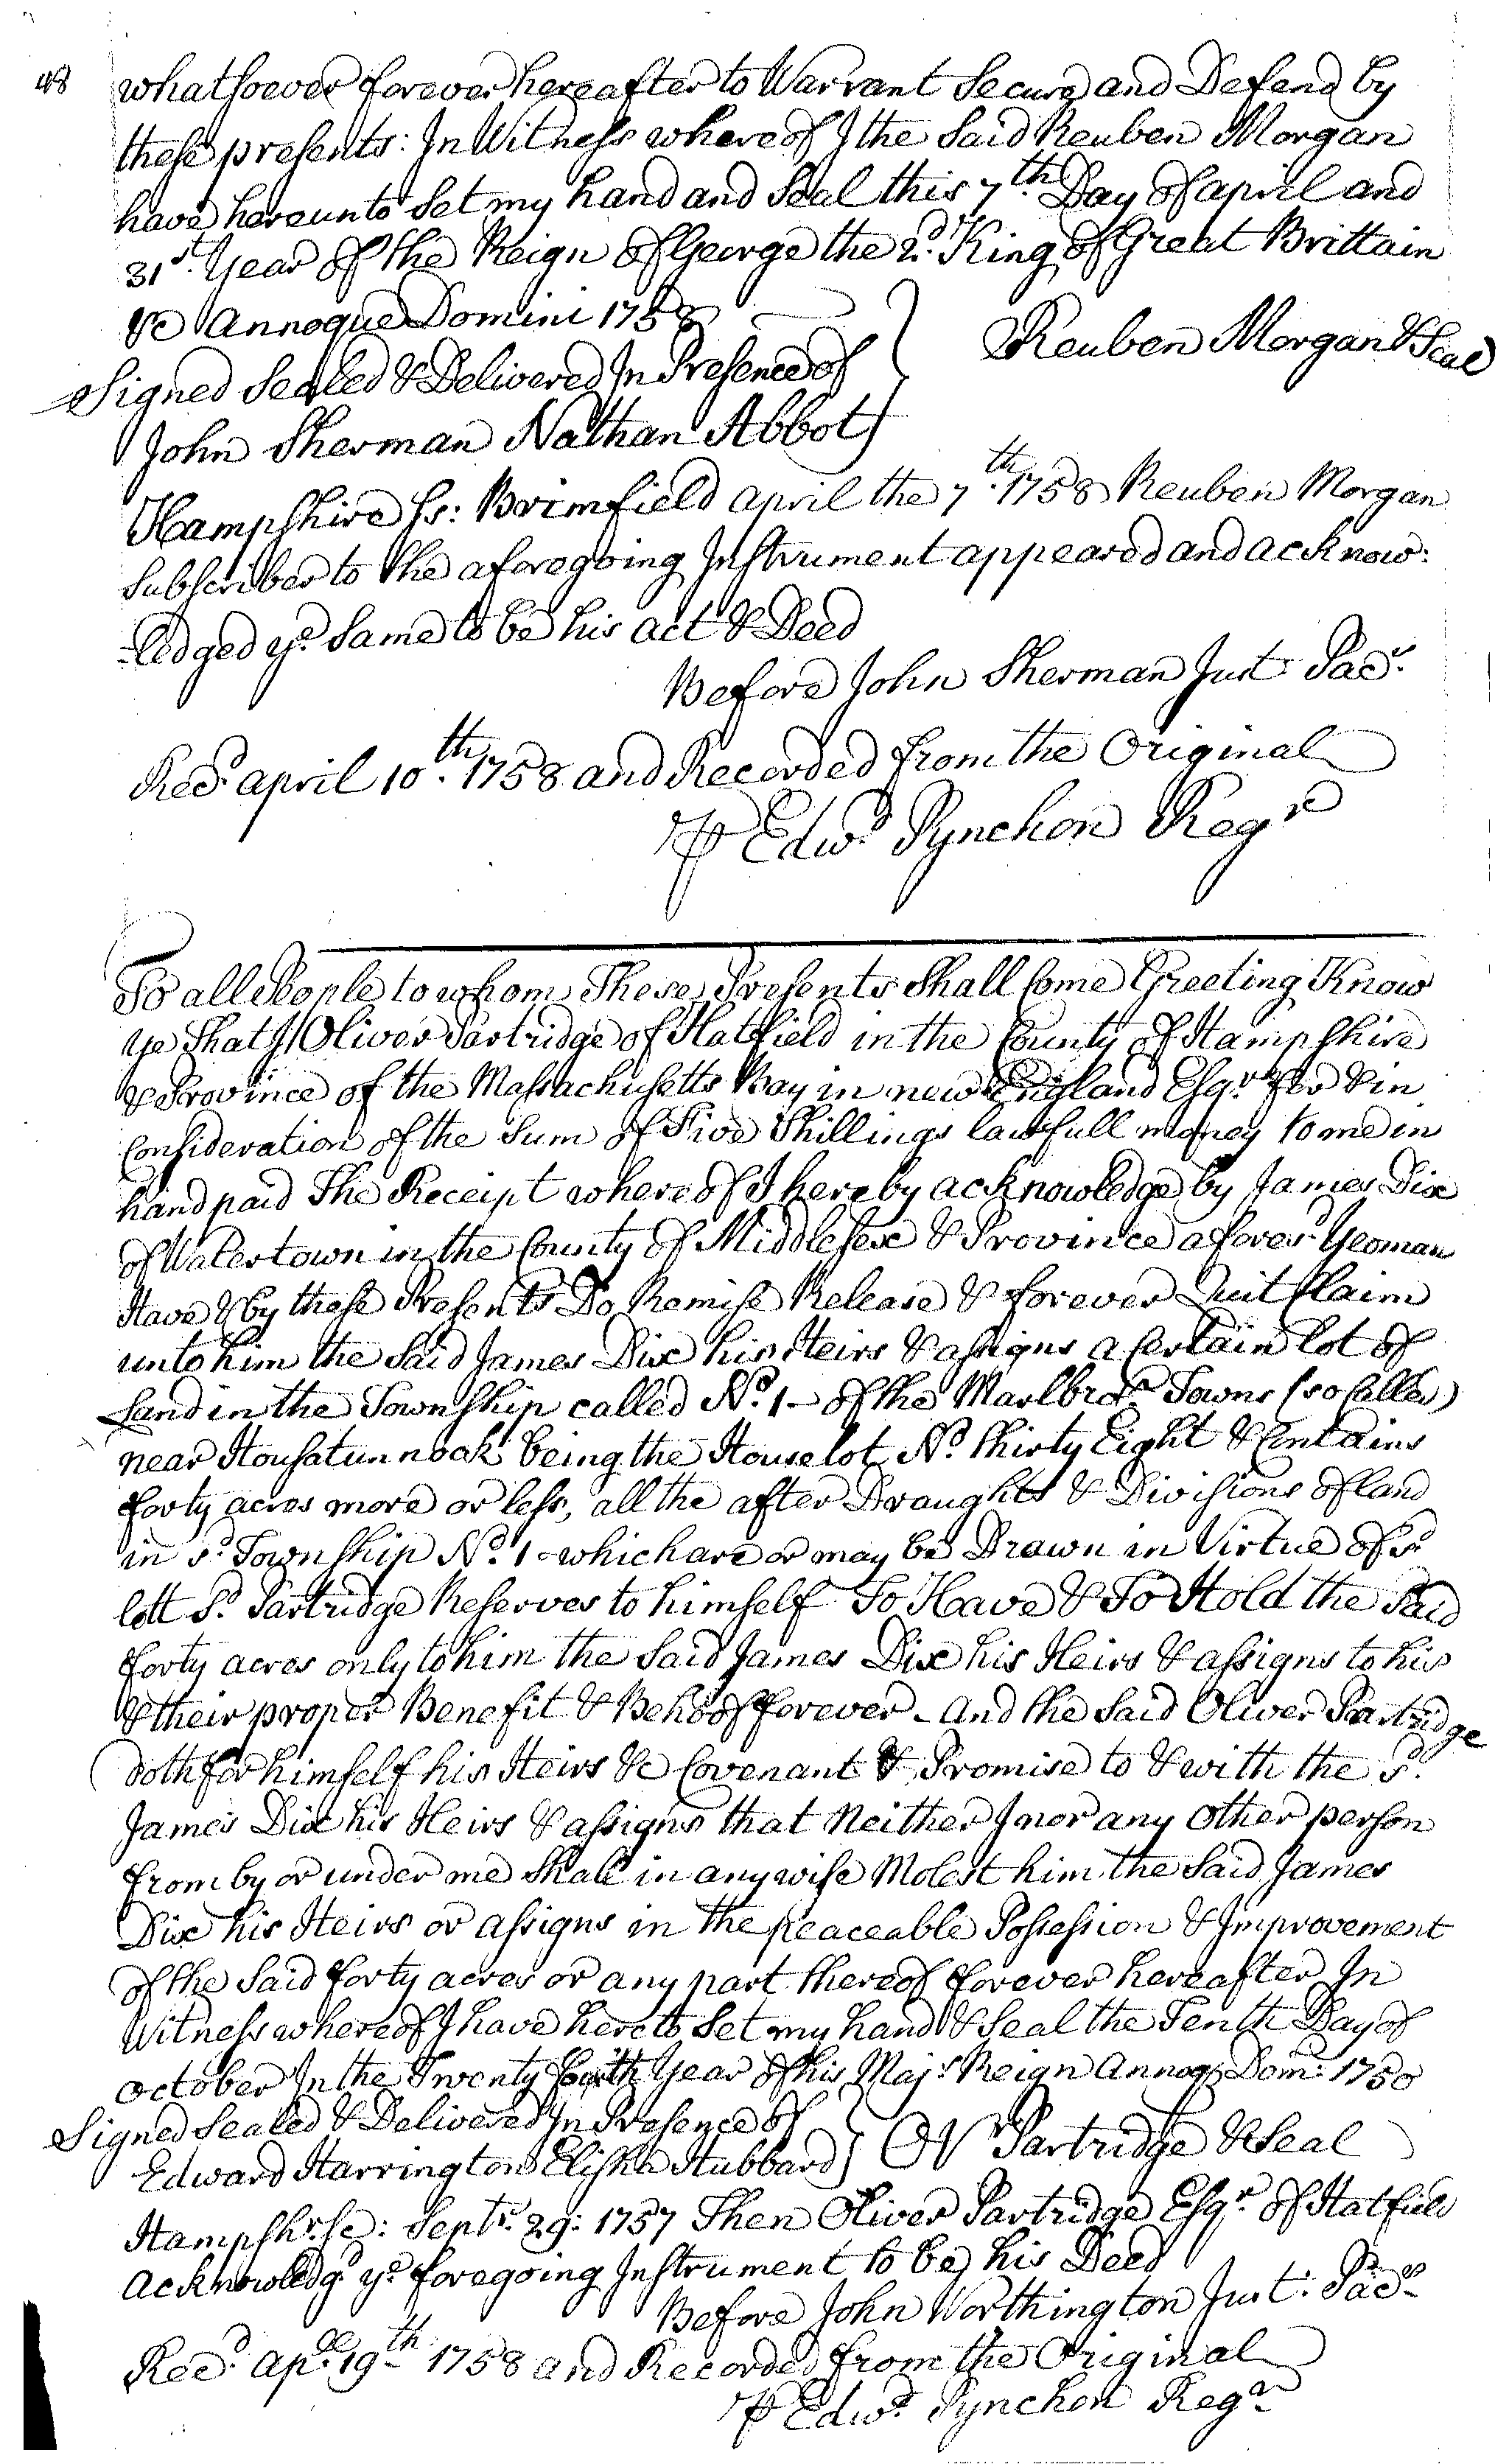 48
whatsoever forever hereafter to Warrant Secure and Defend by
these presents: In Witness whereof I the Said Reuben Morgan
have hereunto Set my hand and Seal this 7th. Day of april and
31st. Year of the Reign of George the 2d. King of Great Brittain
&c Annoque Domini 1758
Reuben Morgan & Seal
Signed Sealed & Delivered In Presence of
John Sherman Nathan Abbot
Hampshire Ss: Brimfield april the 7th. 1758 Reuben Morgan
Subscriber to the aforegoing Instrument appeared and acknow:
-ledged ye. Same to be his act & Deed
Before John Sherman Just Pacs.
Recd. april 10th. 1758 and Recorded from the Original
⅌ Edwd. Pynchon Regr
To all People to whom These Presents Shall Come Greeting Know
ye That I Oliver Partridge of Hatfield in the County of Hampshire
& Province of the Massachusetts Bay in new England Esqr. for & in
Consideration of the Sum of Five Shillings lawfull money to me in
hand paid The Receipt whereof I hereby acknowledge by James Dix
of Watertown in the County of Middlesex & Province afores.d Yeoman
Have & by these Presents Do Remise Release & forever Quit Claim
unto him the Said James Dix his Heirs & assigns a Certain lot of
Land in the Township called No. 1 - of the Marlbro Towns (so Called)
near Housatunnock being the House lot No. Thirty Eight & Contains
forty acres more or less, all the after Draughts & Divisions of land
in sd. Township No. 1 - which are or may be Drawn in Virtue of sd.
lott Sd. Partridge Reserves to himself To Have & To Hold the Said
forty acres only to him the Said James Dix his Heirs & assigns to his
& their proper Benefit & Behoof forever - And the Said Oliver Partridge
doth for himself his Heirs &c Covenant & Promise to & with the sd.
James Dix his Heirs & assigns that Neither I nor any Other person
from by or under me Shall in any wise Molest him the Said James
Dix his Heirs or assigns in the peaceable Possession & Improvement
of the Said forty acres or any part thereof forever hereafter In
Witness whereof I have hereto Set my hand & Seal the Tenth Day of
October In the Twenty fourth Year of his Majs. Reign Annoq Dom: 1750
Signed Sealed & Delivered In Presence of
Edward Harrington Elisha Hubbard
Or Partridge & Seal
Hampshr. Sc: Septr. 29: 1757 Then Oliver Partridge Esqr. of Hatfield
Acknowledgd. ye. foregoing Instrument to be his Deed
Before John Worthington Just: Pacs
Recd. Apl. 19th 1758 and Recorded from the Original
⅌ Edwd. Pynchon Regr